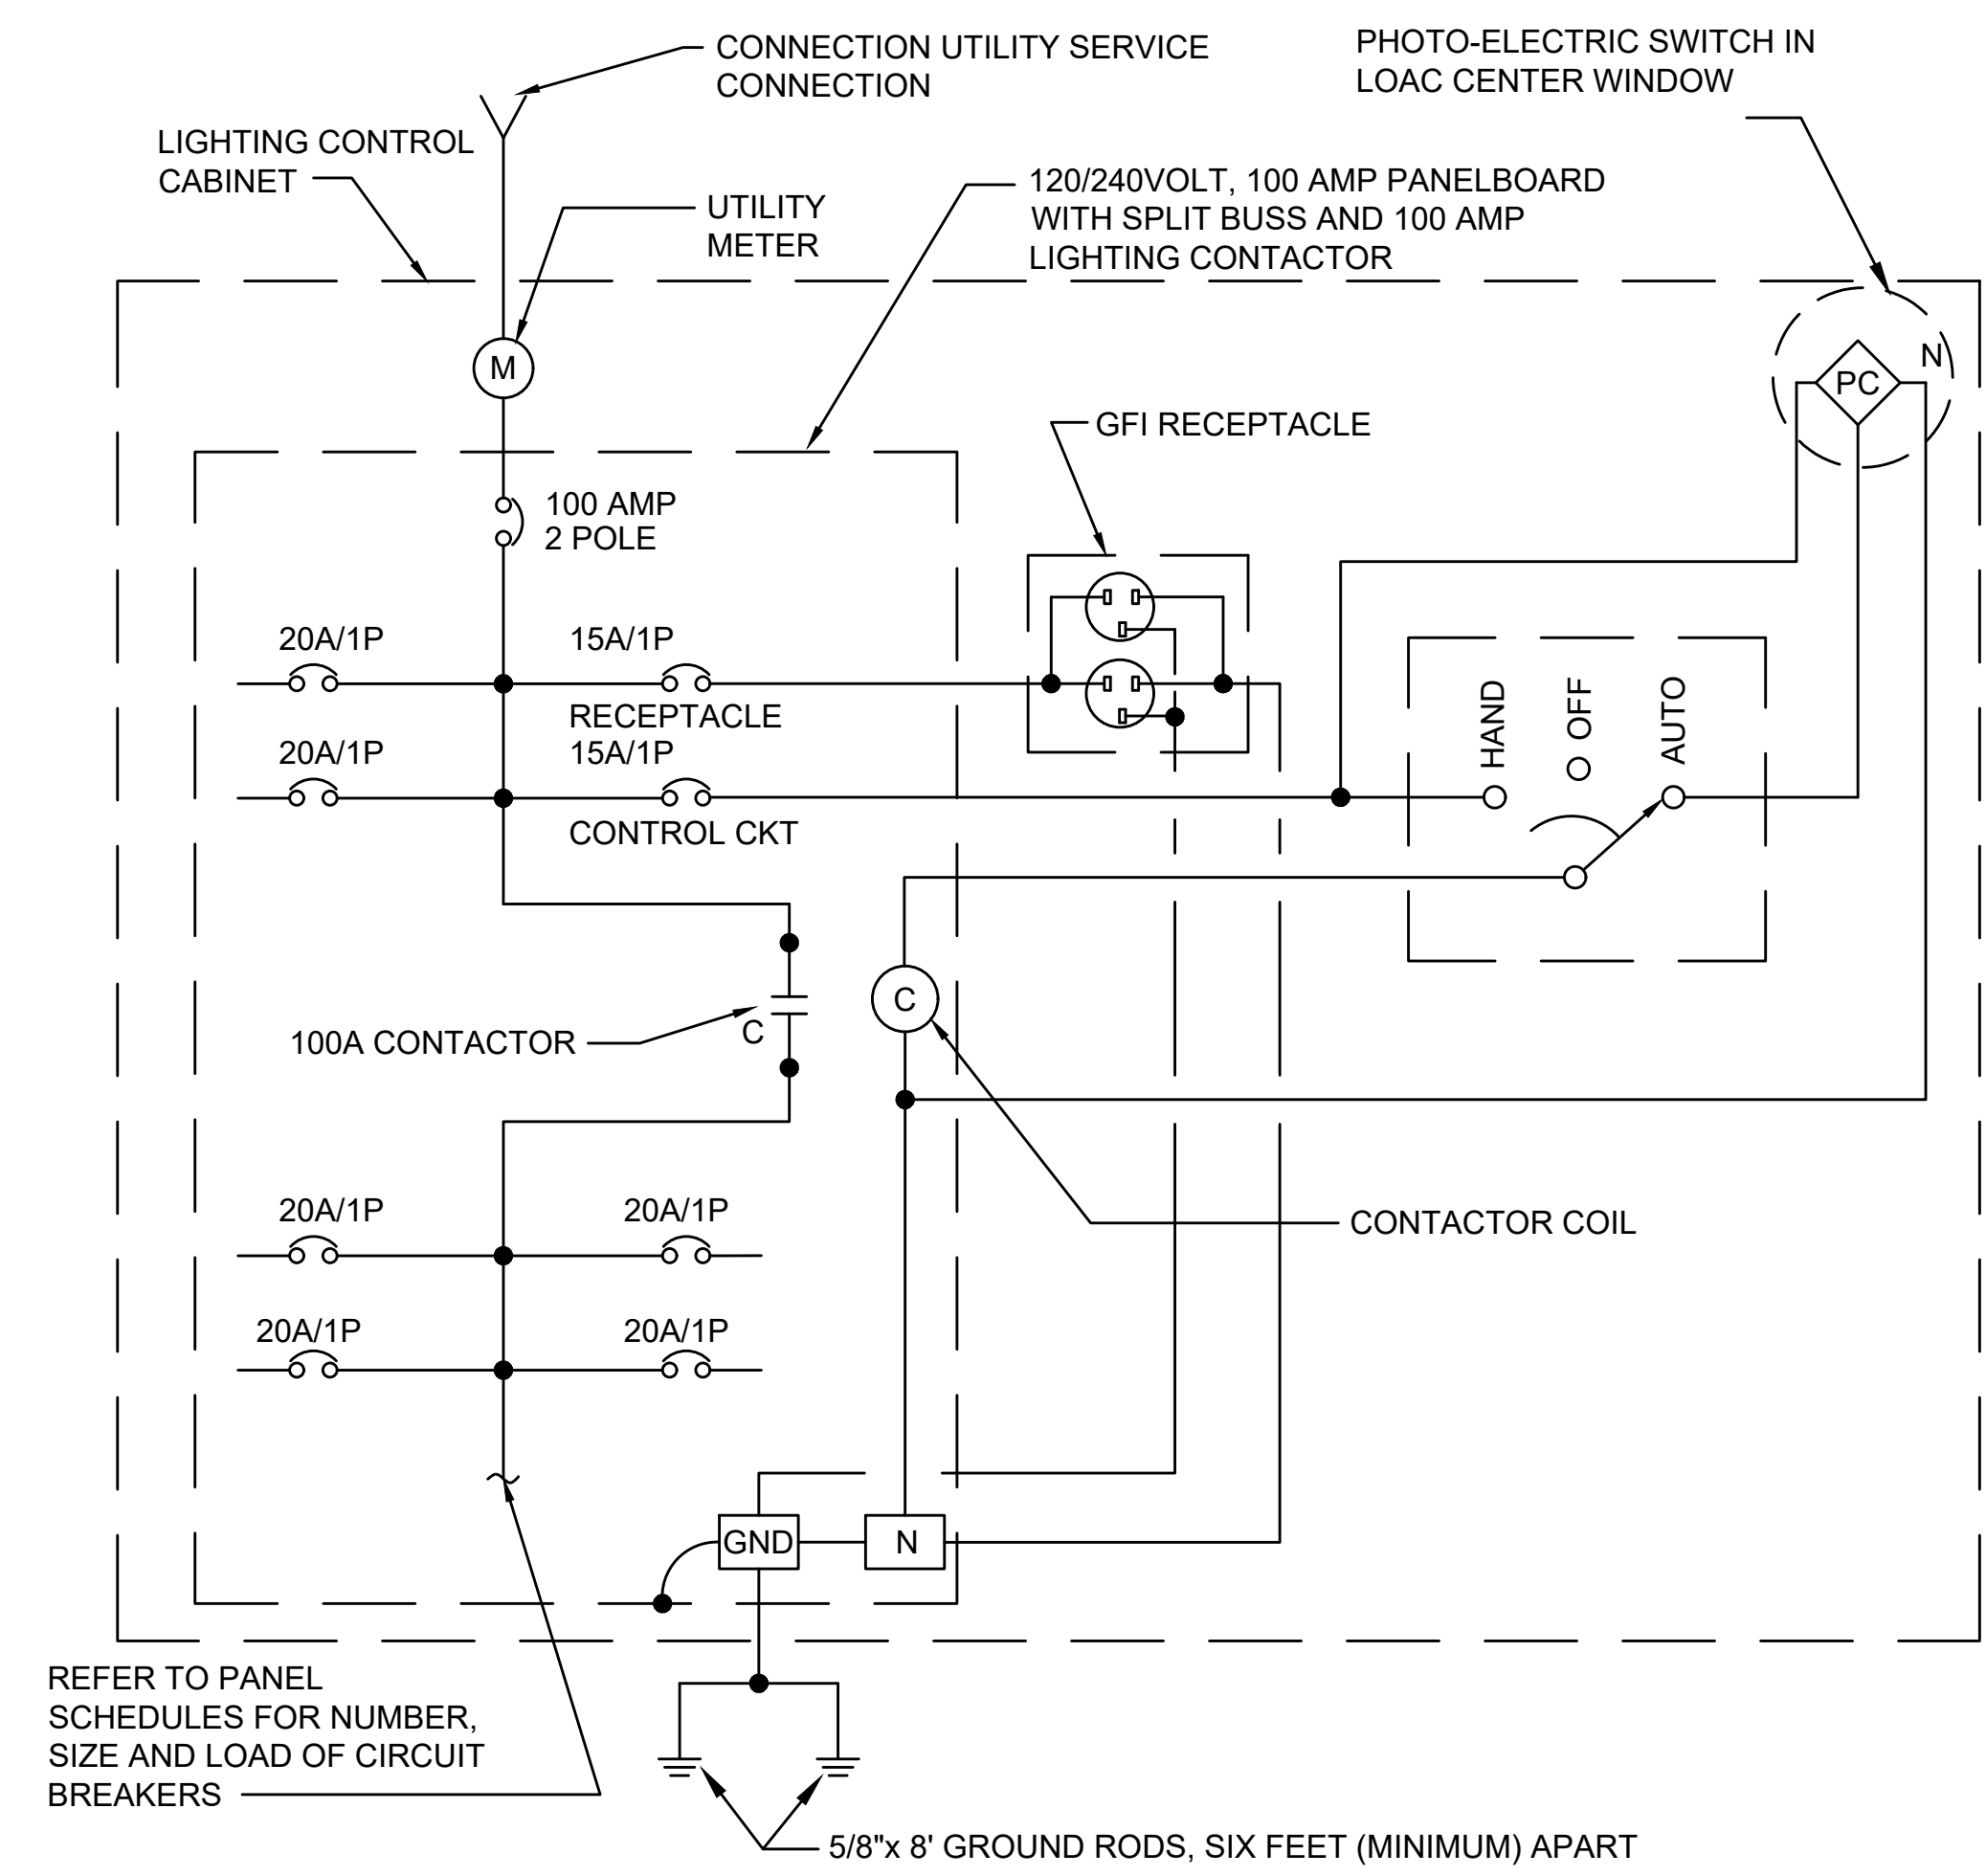 CONNECTION UTILITY SERVICE
CONNECTION
PHOTO-ELECTRIC SWITCH IN
LOAC CENTER WINDOW
LIGHTING CONTROL
CABINET
UTILITY
METER
120/240VOLT, 100 AMP PANELBOARD
WITH SPLIT BUSS AND 100 AMP
LIGHTING CONTACTOR
M
N
PC
GFI RECEPTACLE
100 AMP
2 POLE
20A/1P
15A/1P
RECEPTACLE
20A/1P
15A/1P
CONTROL CKT
HAND
OFF
AUTO
C
C
100A CONTACTOR
CONTACTOR COIL
20A/1P
20A/1P
20A/1P
20A/1P
GND
N
REFER TO PANEL
SCHEDULES FOR NUMBER,
SIZE AND LOAD OF CIRCUIT
BREAKERS
5/8"x 8' GROUND RODS, SIX FEET (MINIMUM) APART